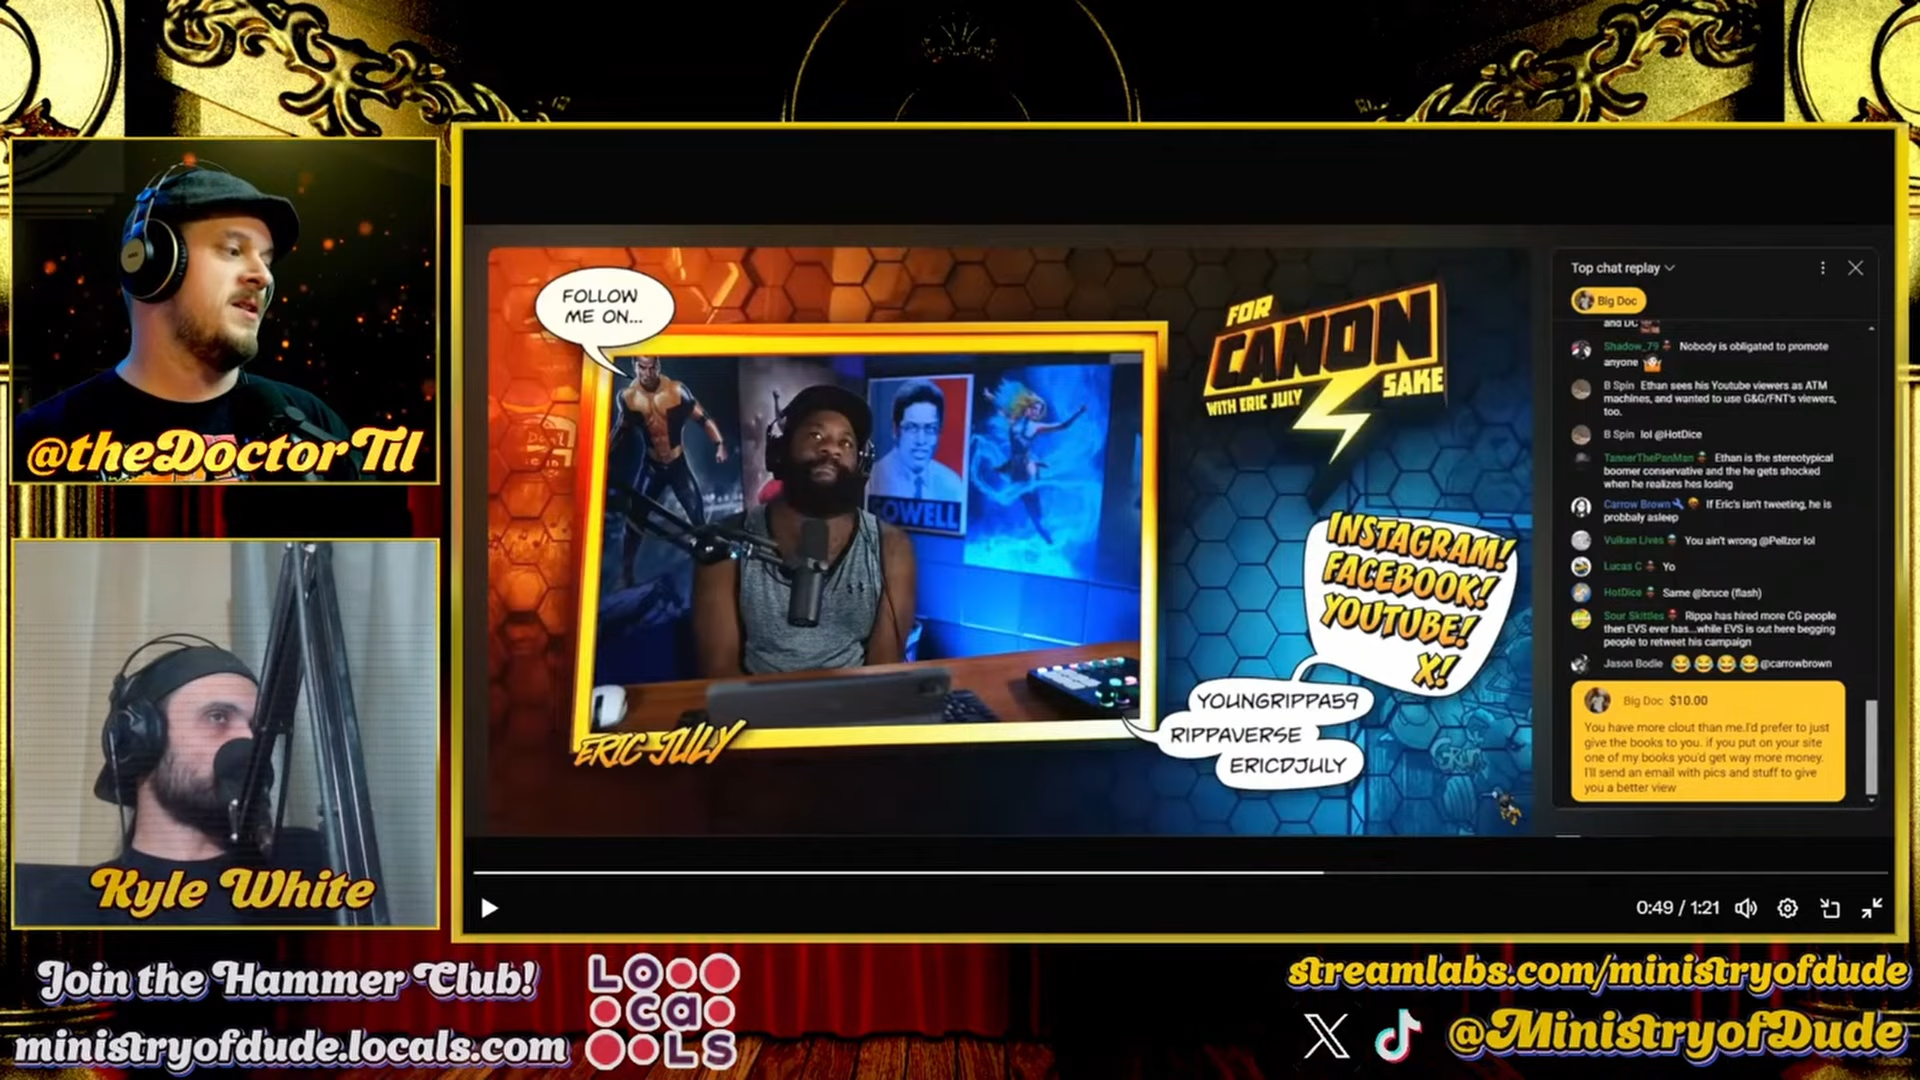 @theDoctorTil
Kyle White
FOLLOW
ME ON...
FOR
CANON
SAKE
WITH ERIC JULY
SOWELL
ERIC JULY
INSTAGRAM!
FACEBOOK!
YOUTUBE!
X!
YOUNGRIPPA59
RIPPAVERSE
ERICDJULY
Top chat replay
Big Doc
and DC
Shadow_79 Nobody is obligated to promote
anyone
B Spin Ethan sees his Youtube viewers as ATM
machines, and wanted to use G&G/FNT's viewers,
too.
B Spin lol @HotDice
TannerThePanMan Ethan is the stereotypical
boomer conservative and the he gets shocked
when he realizes hes losing
Carrow Brown If Eric's isn't tweeting, he is
probbaly asleep
Vulkan Lives You ain't wrong @Pellzor lol
Lucas C Yo
HotDice Same @bruce (flash)
Sour Skittles Rippa has hired more CG people
then EVS ever has...while EVS is out here begging
people to retweet his campaign
Jason Bodie 😂😂😂😂@carrowbrown
Big Doc $10.00
You have more clout than me.I'd prefer to just
give the books to you. if you put on your site
one of my books you'd get way more money.
I'll send an email with pics and stuff to give
you a better view
0:49 / 1:21
Join the Hammer Club!
ministryofdude.locals.com
LOCALS
streamlabs.com/ministryofdude
@MinistryofDude